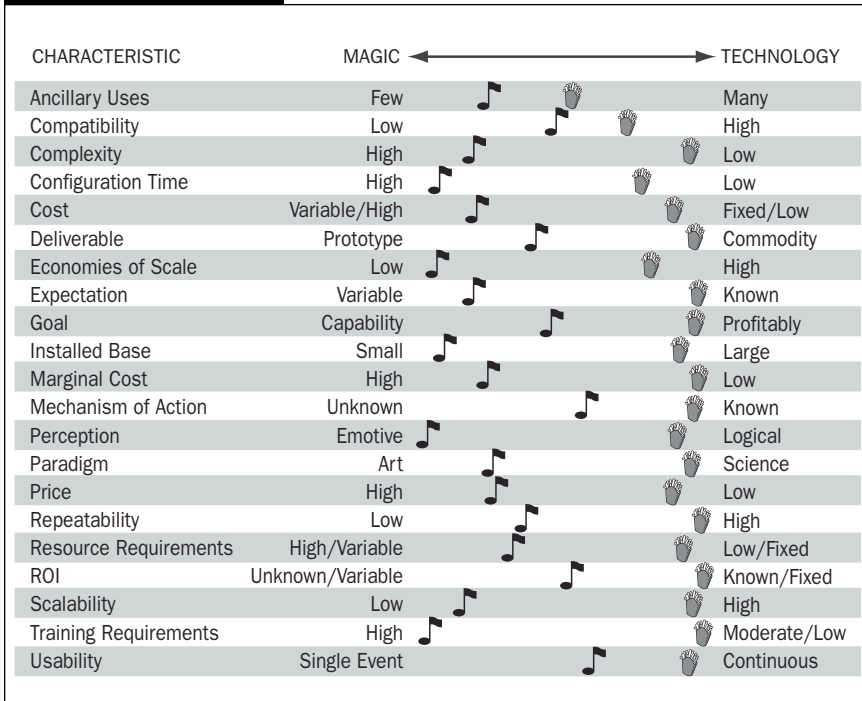 CHARACTERISTIC MAGIC TECHNOLOGY
Ancillary Uses Few Many
Compatibility Low High
Complexity High Low
Configuration Time High Low
Cost Variable/High Fixed/Low
Deliverable Prototype Commodity
Economies of Scale Low High
Expectation Variable Known
Goal Capability Profitably
Installed Base Small Large
Marginal Cost High Low
Mechanism of Action Unknown Known
Perception Emotive Logical
Paradigm Art Science
Price High Low
Repeatability Low High
Resource Requirements High/Variable Low/Fixed
ROI Unknown/Variable Known/Fixed
Scalability Low High
Training Requirements High Moderate/Low
Usability Single Event Continuous